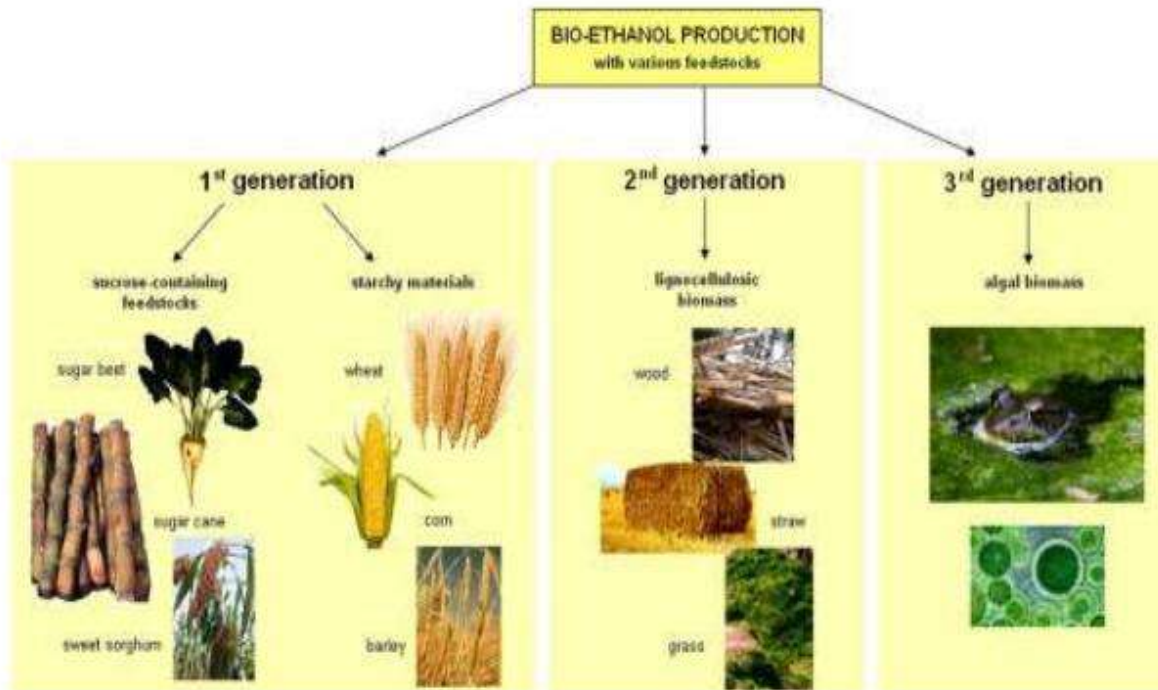 BIO-ETHANOL PRODUCTION
with various feedstocks
1st generation
sucrose-containing
feedstocks
starchy materials
sugar beet
wheat
sugar cane
corn
sweet sorghum
barley
2nd generation
lignocellulosic
biomass
wood
straw
grass
3rd generation
algal biomass